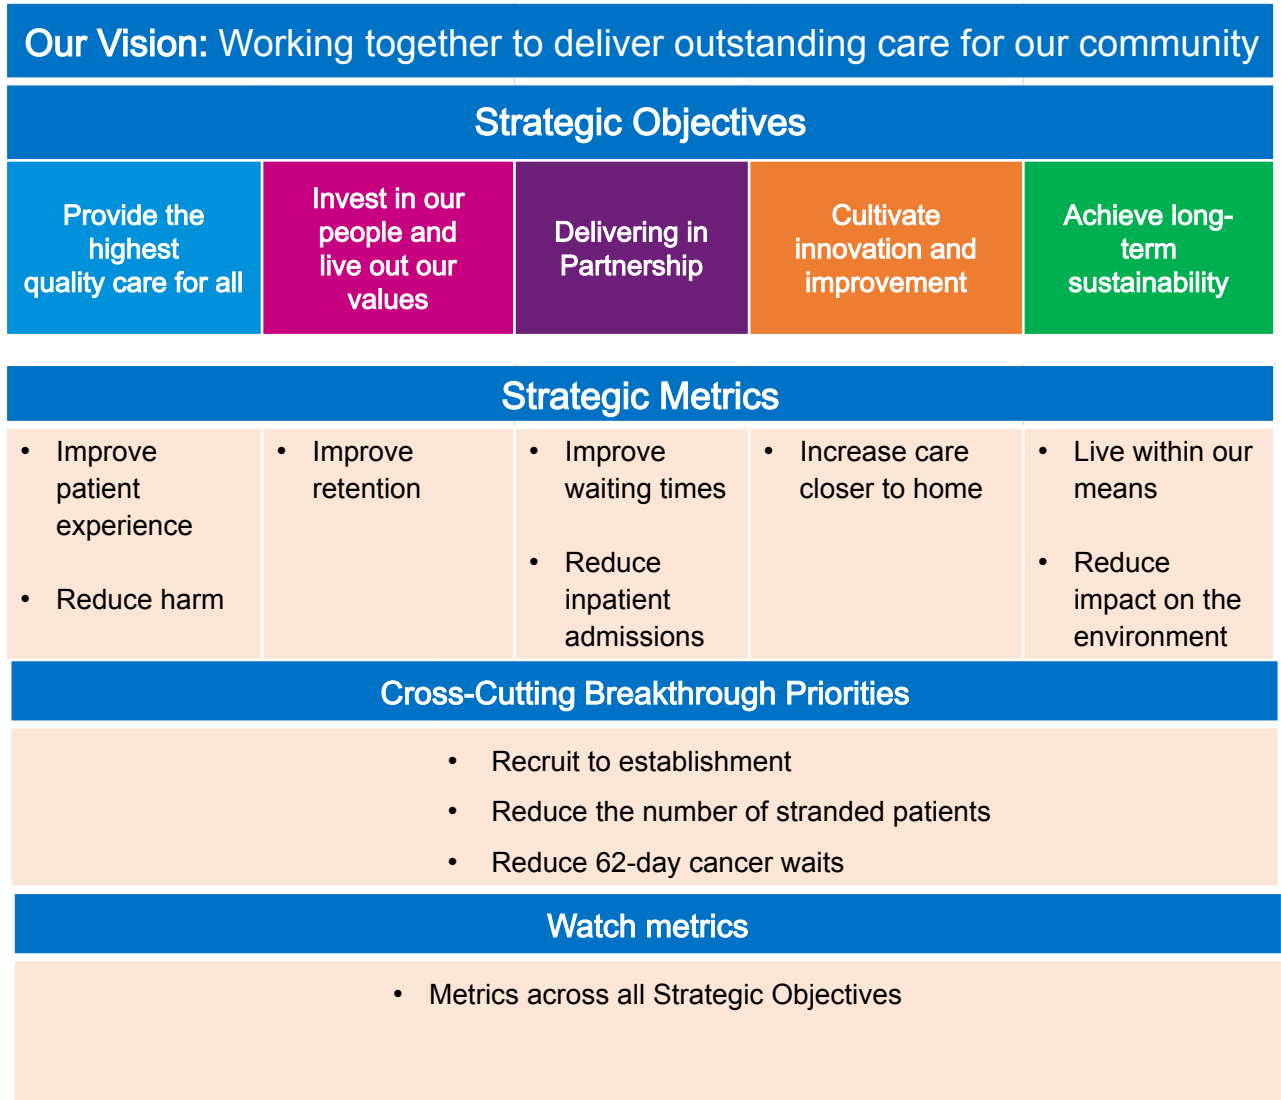 Our Vision: Working together to deliver outstanding care for our community
Strategic Objectives
Provide the
highest
quality care for all
Invest in our
people and
live out our
values
Delivering in
Partnership
Cultivate
innovation and
improvement
Achieve long-
term
sustainability
Strategic Metrics
• Improve
patient
experience
• Reduce harm
• Improve
retention
• Improve
waiting times
• Reduce
inpatient
admissions
• Increase care
closer to home
• Live within our
means
• Reduce
impact on the
environment
Cross-Cutting Breakthrough Priorities
• Recruit to establishment
• Reduce the number of stranded patients
• Reduce 62-day cancer waits
Watch metrics
• Metrics across all Strategic Objectives